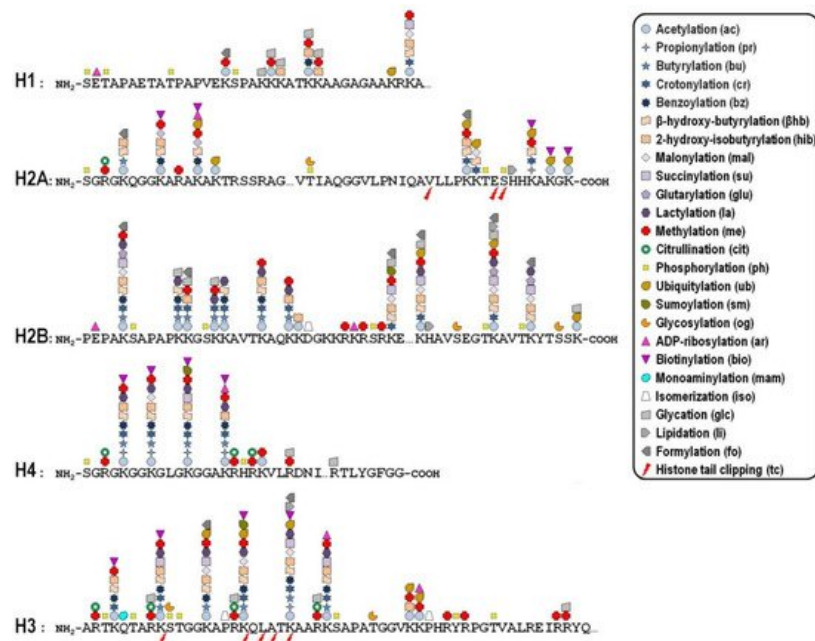 H1: NH2-SETAPAETATPAPVEKSPAKKKATKKAAGAGAAKRKA…
H2A: NH2-SGRGKQGGKARAKAKTRSSRAG…VTIAQGGVLPNIQAVLLPKKTESHHKAKGK-COOH
H2B: NH2-PEPAKSAPAPKKGSKKAVTKAQKKDGKKRKRSRKE…KHAVSEGTKAVTKYTSSK-COOH
H4: NH2-SGRGKGGKGLGKGGAKRHRKVLRDNI…RTLYGFGG-COOH
H3: NH2-ARTKQTARKSTGGKAPRKQLATKAARKSAPATGGVKKPHRYRPGTVALREIRRYQ…
Acetylation (ac)
Propionylation (pr)
Butyrylation (bu)
Crotonylation (cr)
Benzoylation (bz)
β-hydroxy-butyrylation (βhb)
2-hydroxy-isobutyrylation (hib)
Malonylation (mal)
Succinylation (su)
Glutarylation (glu)
Lactylation (la)
Methylation (me)
Citrullination (cit)
Phosphorylation (ph)
Ubiquitylation (ub)
Sumoylation (sm)
Glycosylation (og)
ADP-ribosylation (ar)
Biotinylation (bio)
Monoaminylation (mam)
Isomerization (iso)
Glycation (glc)
Lipidation (li)
Formylation (fo)
Histone tail clipping (tc)